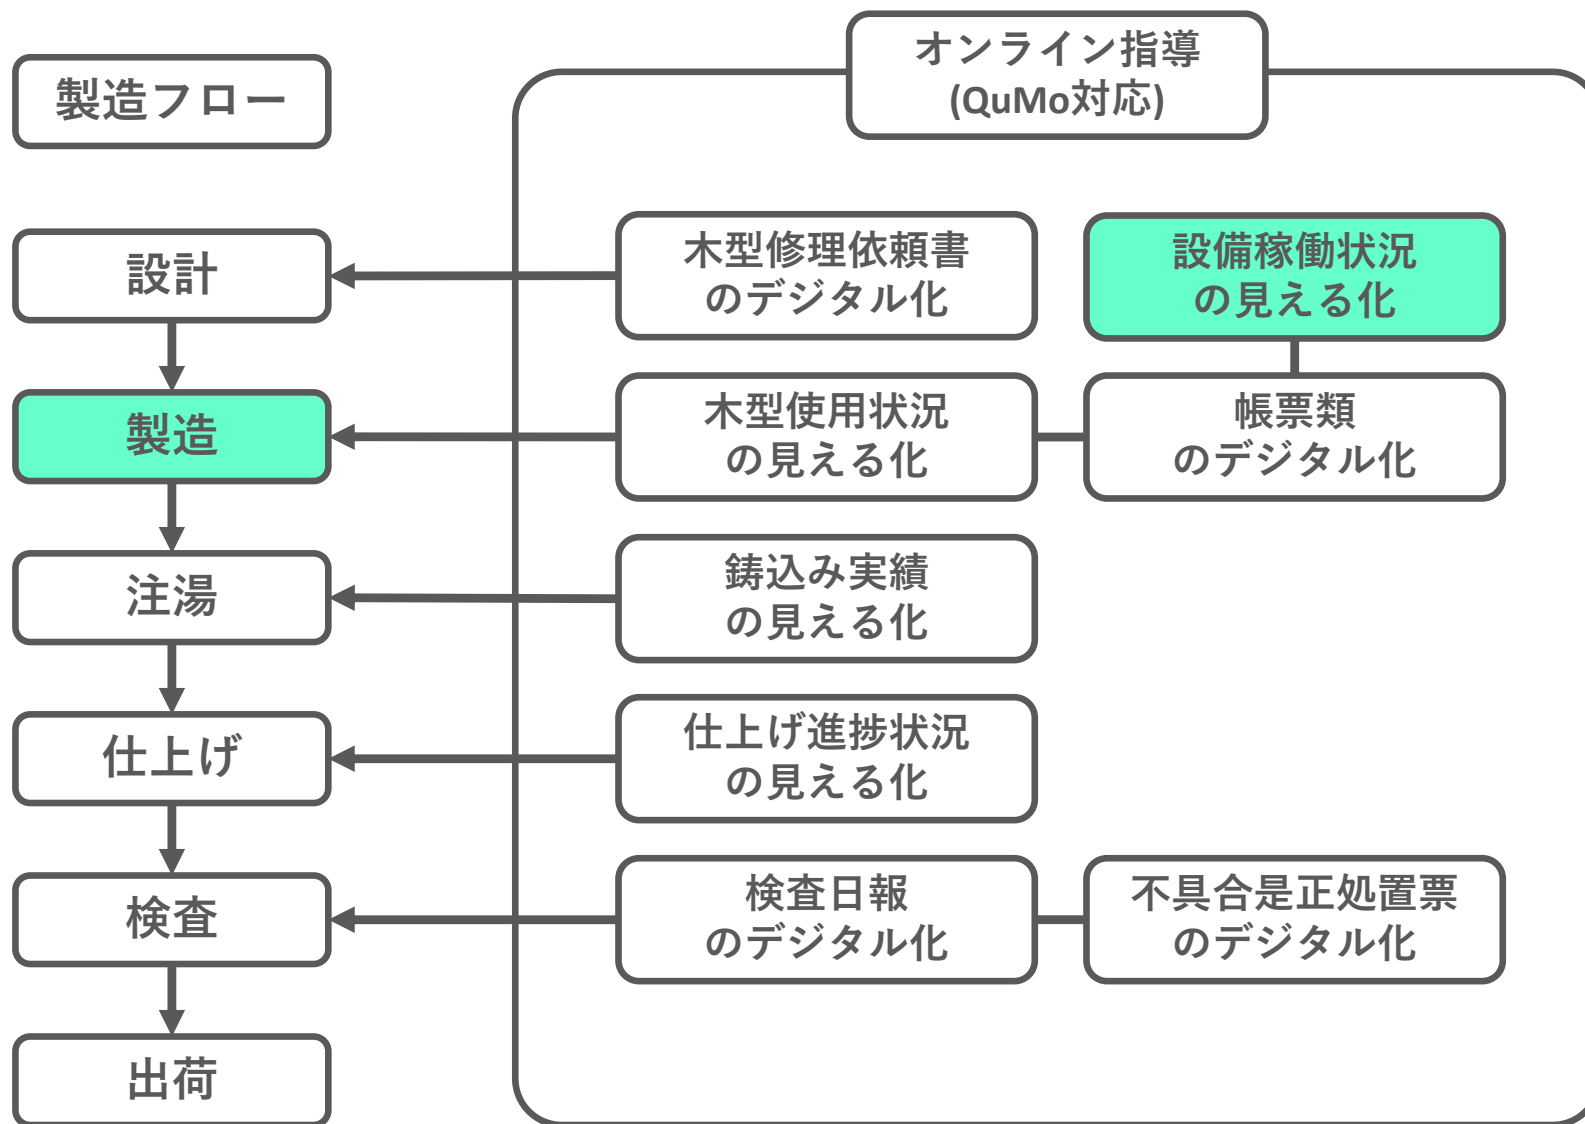 製造フロー
オンライン指導
(QuMo対応)
設計
木型修理依頼書
のデジタル化
設備稼働状況
の見える化
製造
木型使用状況
の見える化
帳票類
のデジタル化
注湯
鋳込み実績
の見える化
仕上げ
仕上げ進捗状況
の見える化
検査
検査日報
のデジタル化
不具合是正処置票
のデジタル化
出荷